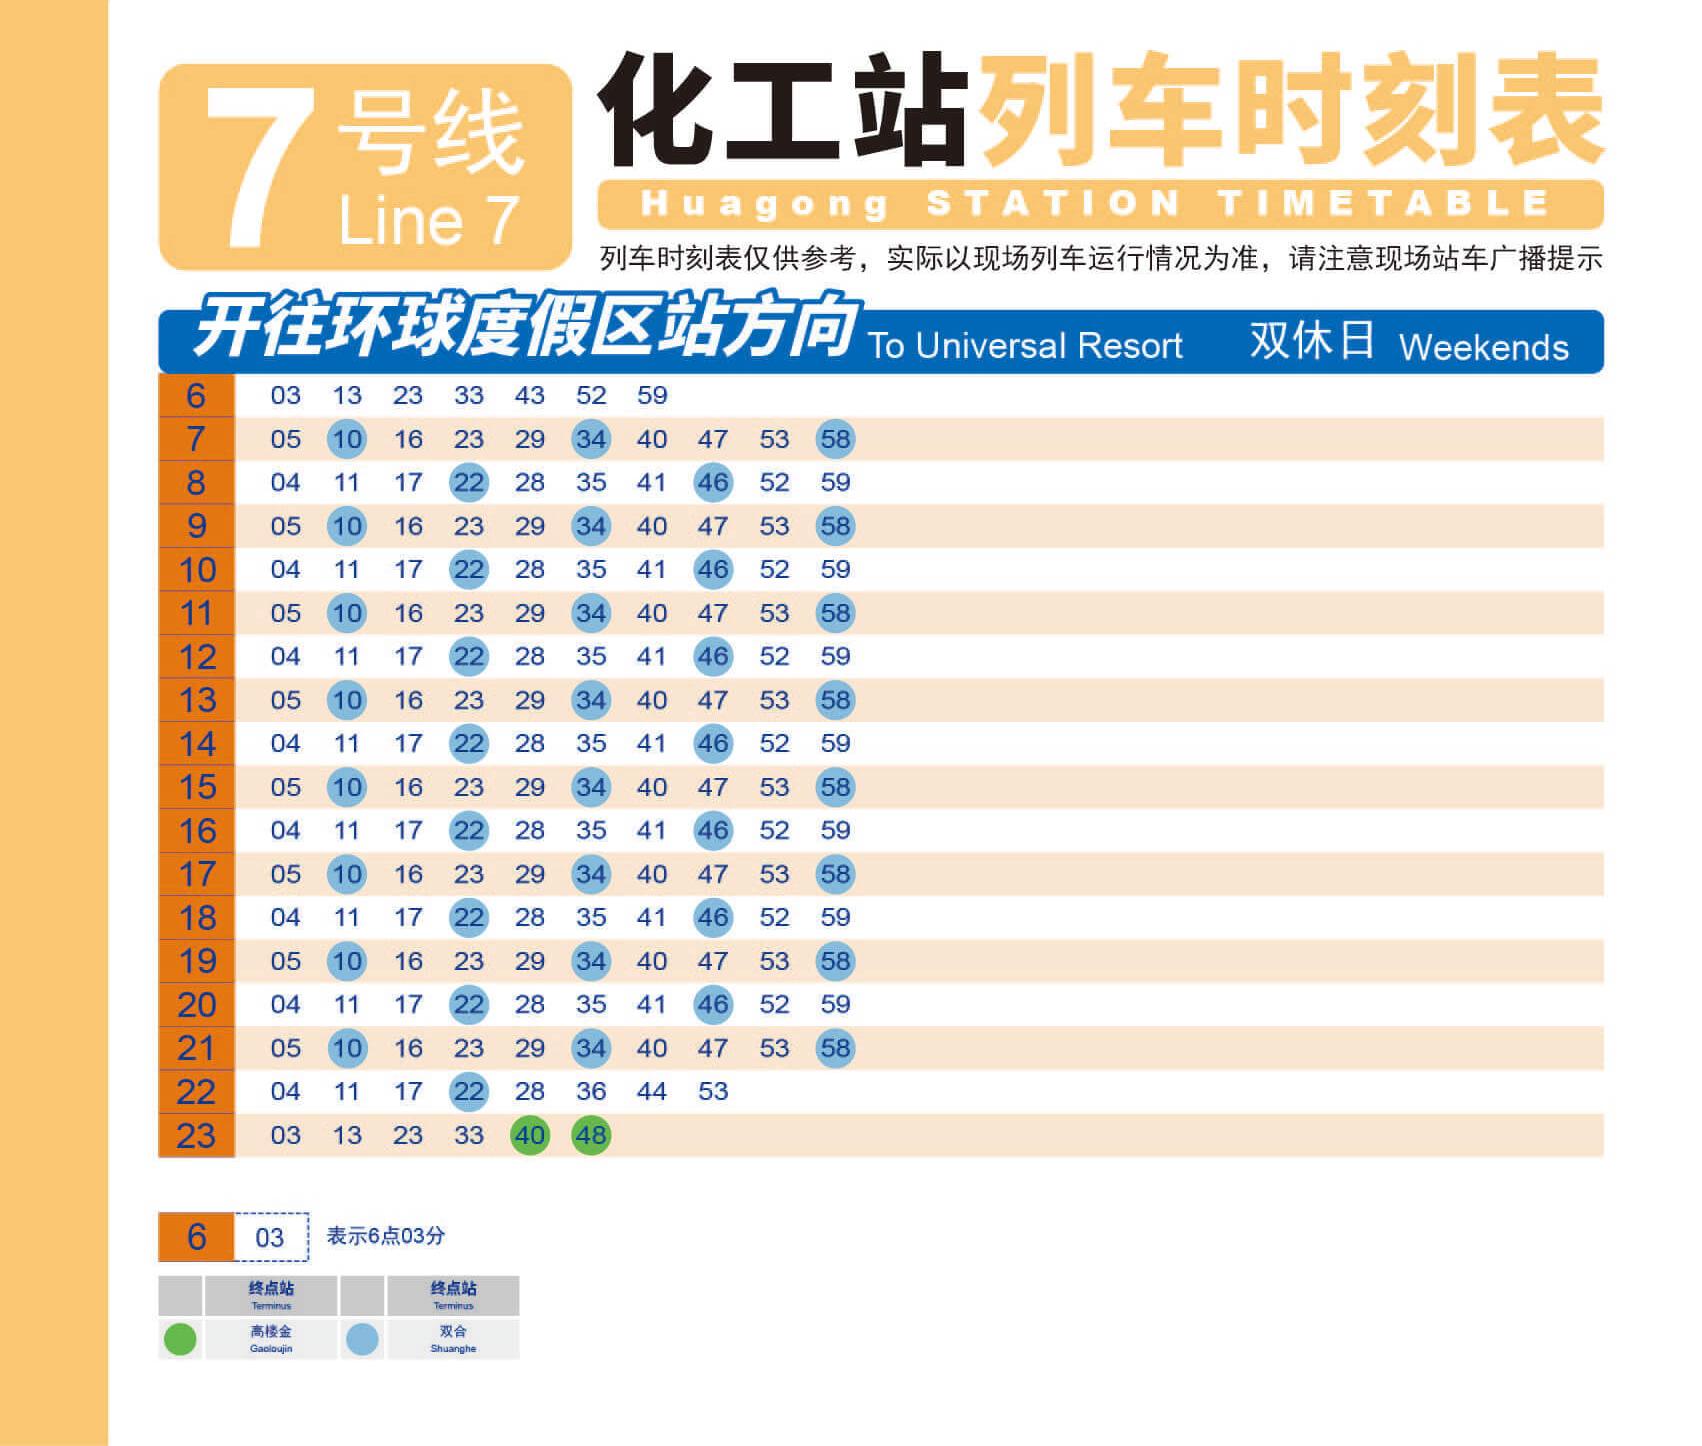 7号线
Line 7
化工站列车时刻表
Huagong STATION TIMETABLE
列车时刻表仅供参考，实际以现场列车运行情况为准，请注意现场站车广播提示
开往环球度假区站方向 To Universal Resort 双休日 Weekends
6 03 13 23 33 43 52 59
7 05 10 16 23 29 34 40 47 53 58
8 04 11 17 22 28 35 41 46 52 59
9 05 10 16 23 29 34 40 47 53 58
10 04 11 17 22 28 35 41 46 52 59
11 05 10 16 23 29 34 40 47 53 58
12 04 11 17 22 28 35 41 46 52 59
13 05 10 16 23 29 34 40 47 53 58
14 04 11 17 22 28 35 41 46 52 59
15 05 10 16 23 29 34 40 47 53 58
16 04 11 17 22 28 35 41 46 52 59
17 05 10 16 23 29 34 40 47 53 58
18 04 11 17 22 28 35 41 46 52 59
19 05 10 16 23 29 34 40 47 53 58
20 04 11 17 22 28 35 41 46 52 59
21 05 10 16 23 29 34 40 47 53 58
22 04 11 17 22 28 36 44 53
23 03 13 23 33 40 48
6 03 表示6点03分
终点站 终点站
Terminus Terminus
高楼金 双合
Gaoloujin Shuanghe